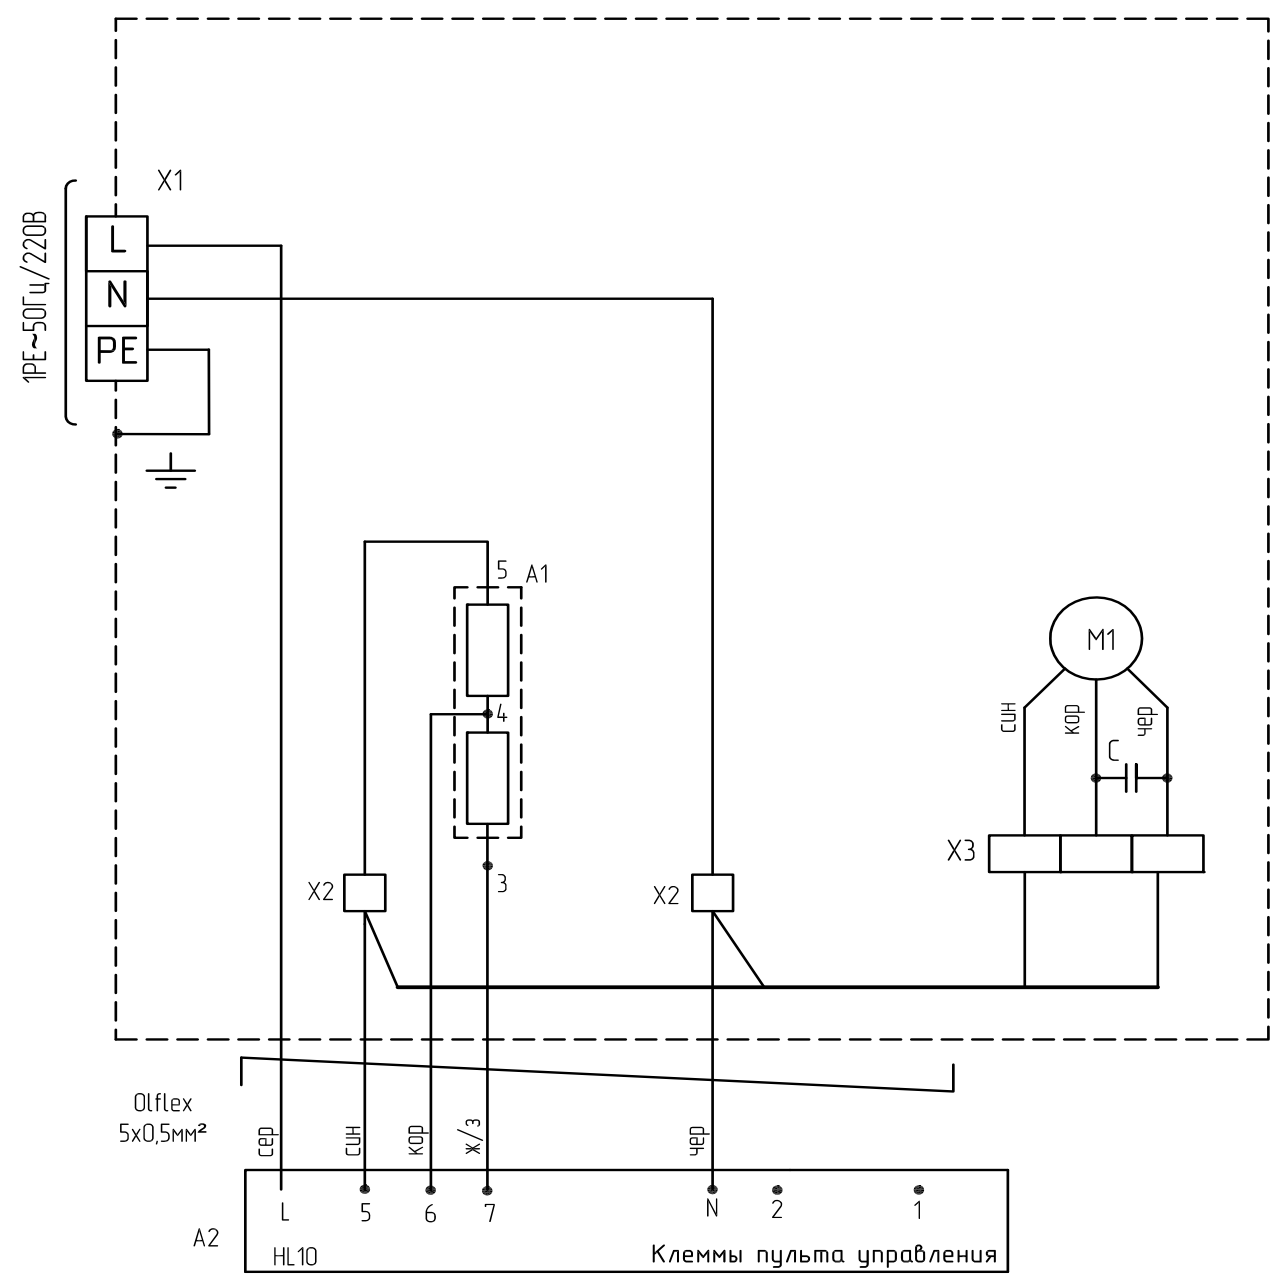 X1
1PE~50Гц/220В
L
N
PE
5
A1
M1
син
кор
чер
4
C
X3
3
X2
X2
Olflex
5x0,5мм²
сер
син
кор
ж/з
чер
L
5
6
7
N
2
1
A2
HL10
Клеммы пульта управления